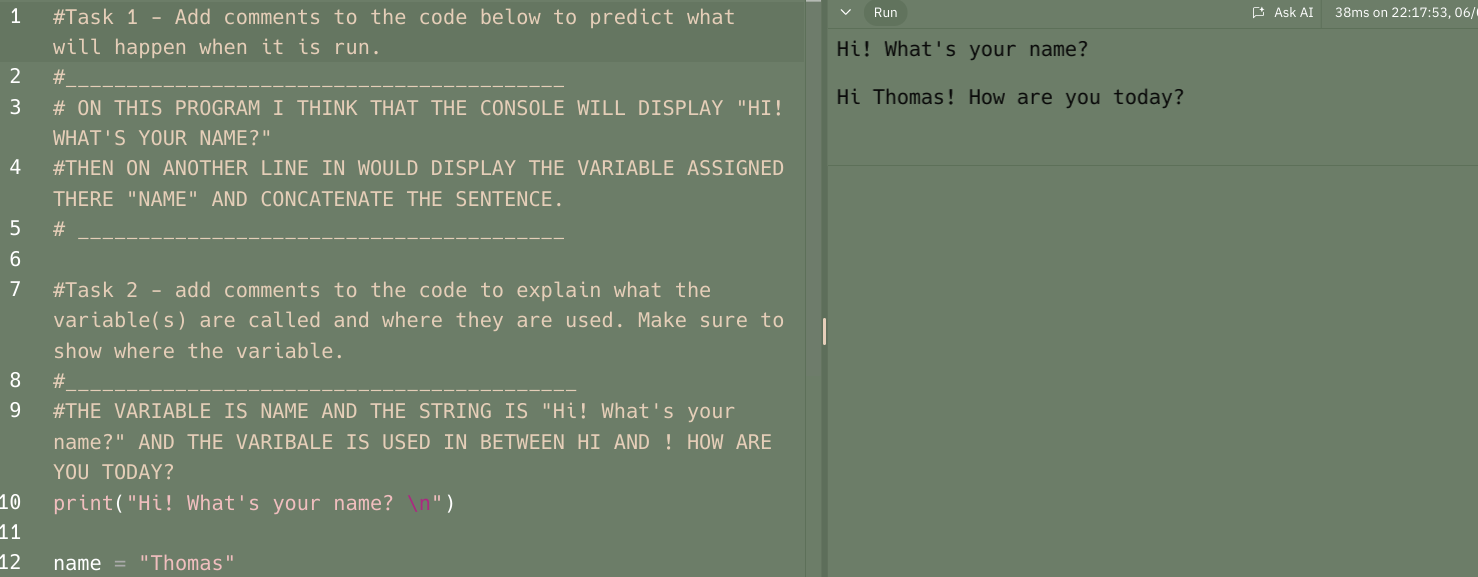 1 #Task 1 - Add comments to the code below to predict what
will happen when it is run.
2 #_________________________________________
3 # ON THIS PROGRAM I THINK THAT THE CONSOLE WILL DISPLAY "HI!
WHAT'S YOUR NAME?"
4 #THEN ON ANOTHER LINE IN WOULD DISPLAY THE VARIABLE ASSIGNED
THERE "NAME" AND CONCATENATE THE SENTENCE.
5 # ________________________________________
6
7 #Task 2 - add comments to the code to explain what the
variable(s) are called and where they are used. Make sure to
show where the variable.
8 #__________________________________________
9 #THE VARIABLE IS NAME AND THE STRING IS "Hi! What's your
name?" AND THE VARIBALE IS USED IN BETWEEN HI AND ! HOW ARE
YOU TODAY?
10 print("Hi! What's your name? \n")
11
12 name = "Thomas"
Run Ask AI 38ms on 22:17:53, 06/
Hi! What's your name?
Hi Thomas! How are you today?